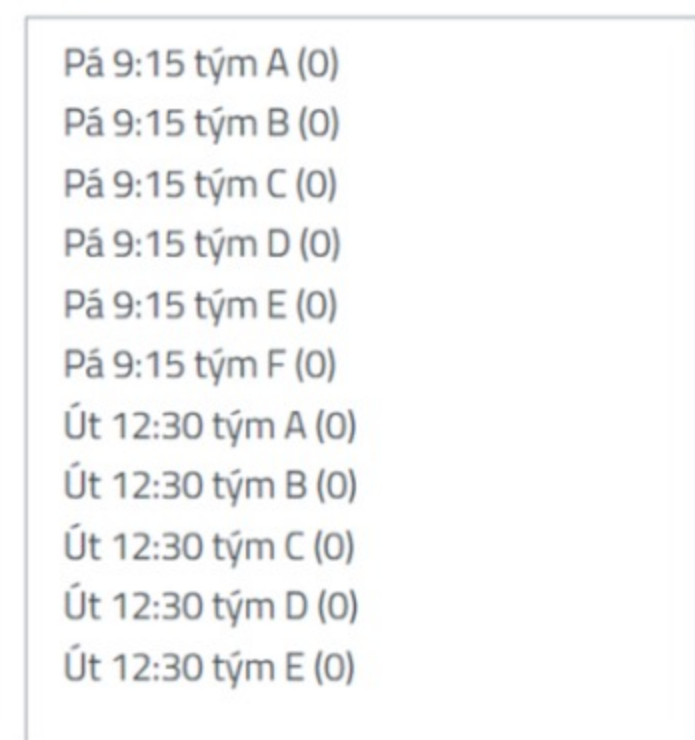 Pá 9:15 tým A (0)
Pá 9:15 tým B (0)
Pá 9:15 tým C (0)
Pá 9:15 tým D (0)
Pá 9:15 tým E (0)
Pá 9:15 tým F (0)
Út 12:30 tým A (0)
Út 12:30 tým B (0)
Út 12:30 tým C (0)
Út 12:30 tým D (0)
Út 12:30 tým E (0)